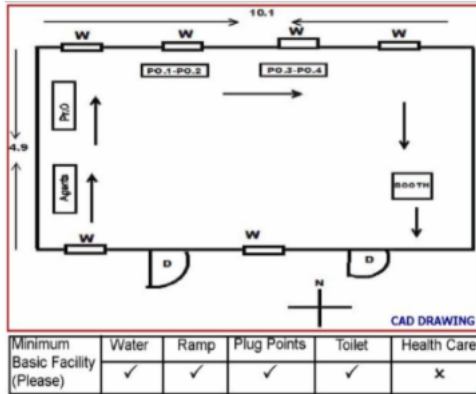 10.1
W W W W
PO.1-PO.2 PO.3-PO.4
Pr.O
4.9
Agents
BOOTH
W W
D D
N
CAD DRAWING
Minimum Basic Facility (Please) Water Ramp Plug Points Toilet Health Care
✓ ✓ ✓ ✓ x